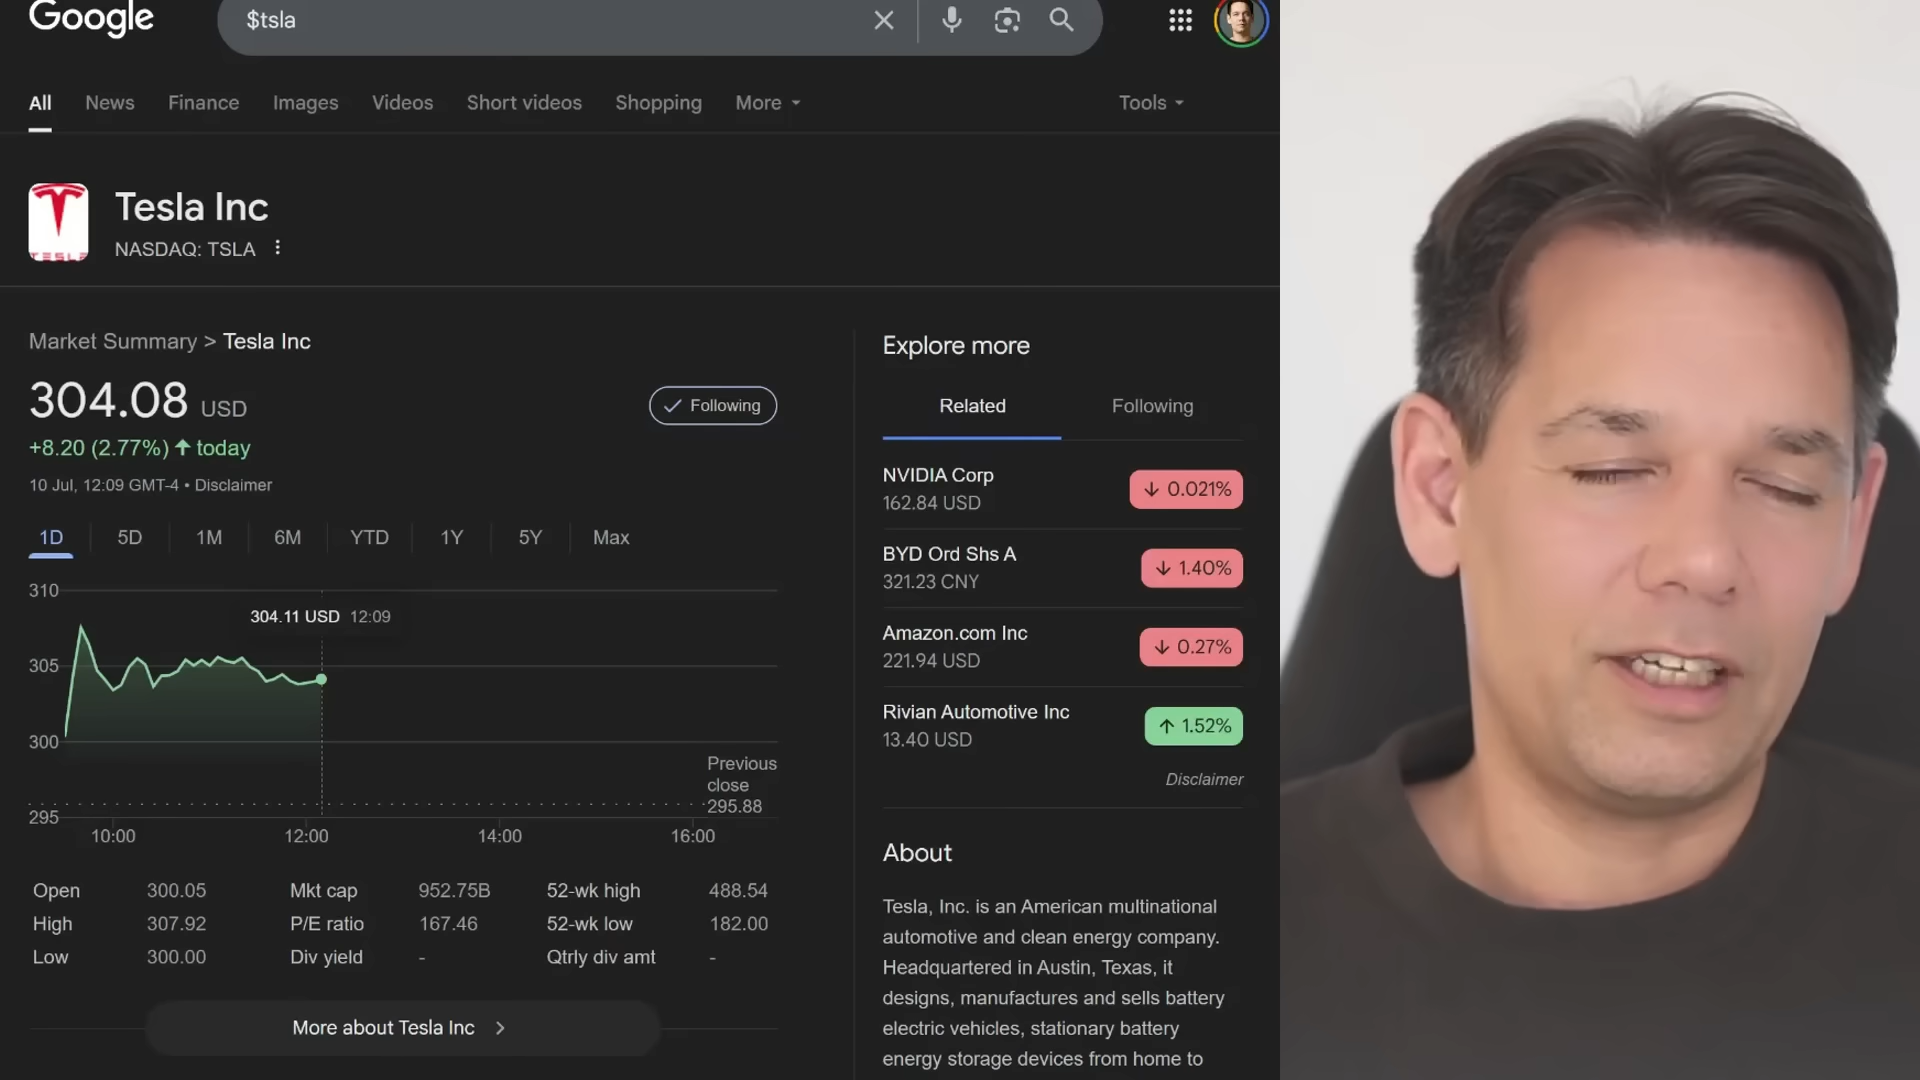 Google
$tsla
All
News
Finance
Images
Videos
Short videos
Shopping
More
Tools
TESLA
Tesla Inc
NASDAQ: TSLA
Market Summary > Tesla Inc
304.08 USD
Following
+8.20 (2.77%) today
10 Jul, 12:09 GMT-4 • Disclaimer
1D
5D
1M
6M
YTD
1Y
5Y
Max
310
304.11 USD 12:09
305
300
Previous
close
295.88
295
10:00
12:00
14:00
16:00
Open 300.05 Mkt cap 952.75B 52-wk high 488.54
High 307.92 P/E ratio 167.46 52-wk low 182.00
Low 300.00 Div yield - Qtrly div amt -
More about Tesla Inc
Explore more
Related
Following
NVIDIA Corp
162.84 USD
↓ 0.021%
BYD Ord Shs A
321.23 CNY
↓ 1.40%
Amazon.com Inc
221.94 USD
↓ 0.27%
Rivian Automotive Inc
13.40 USD
↑ 1.52%
Disclaimer
About
Tesla, Inc. is an American multinational
automotive and clean energy company.
Headquartered in Austin, Texas, it
designs, manufactures and sells battery
electric vehicles, stationary battery
energy storage devices from home to